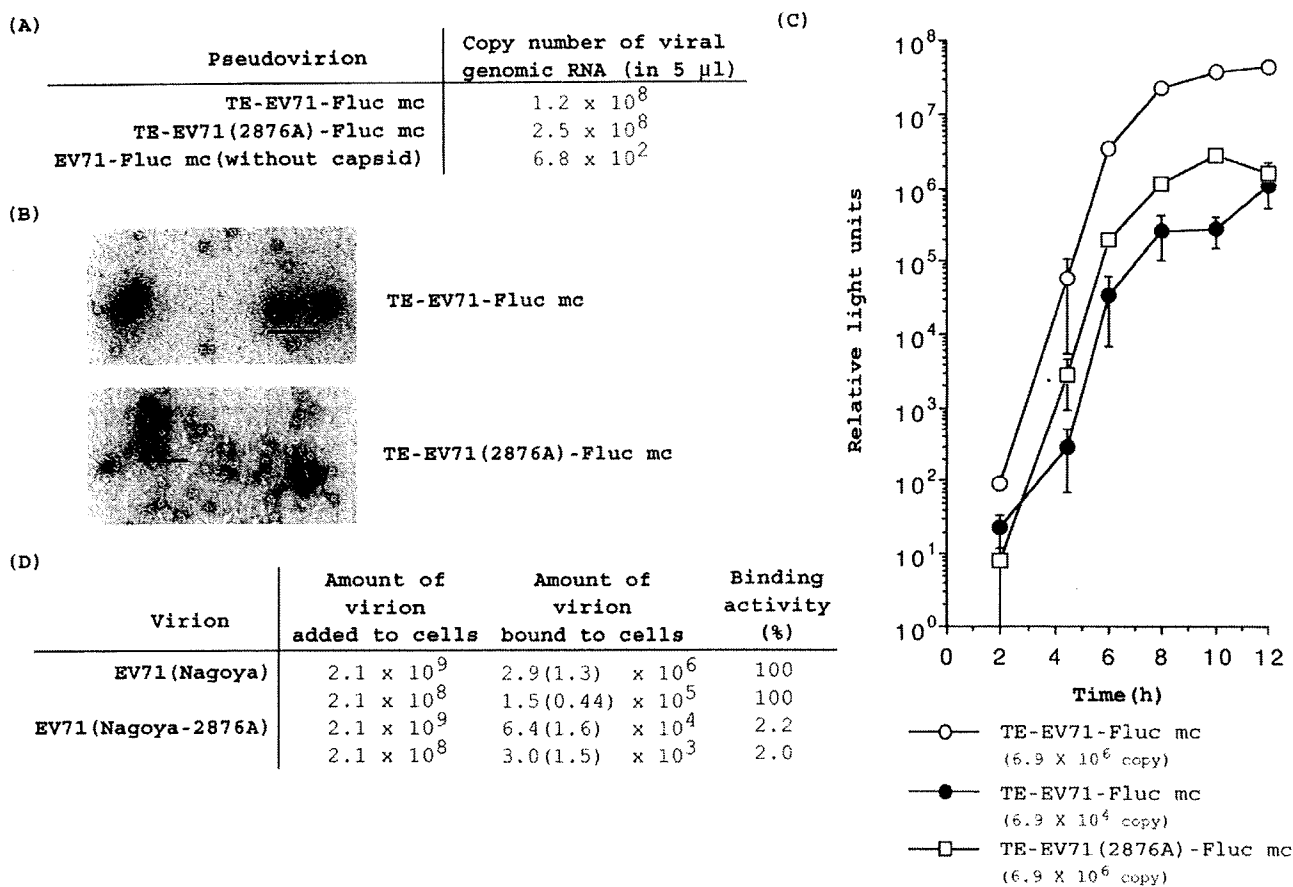 (A)
Pseudovirion Copy number of viral genomic RNA (in 5 µl)
TE-EV71-Fluc mc 1.2 x 10^8
TE-EV71(2876A)-Fluc mc 2.5 x 10^8
EV71-Fluc mc(without capsid) 6.8 x 10^2
(B)
TE-EV71-Fluc mc
TE-EV71(2876A)-Fluc mc
(D)
Virion Amount of virion added to cells Amount of virion bound to cells Binding activity (%)
EV71(Nagoya) 2.1 x 10^9 2.9(1.3) x 10^6 100
2.1 x 10^8 1.5(0.44) x 10^5 100
EV71(Nagoya-2876A) 2.1 x 10^9 6.4(1.6) x 10^4 2.2
2.1 x 10^8 3.0(1.5) x 10^3 2.0
(C)
Relative light units
10^8
10^7
10^6
10^5
10^4
10^3
10^2
10^1
10^0
0 2 4 6 8 10 12
Time(h)
TE-EV71-Fluc mc
(6.9 X 10^6 copy)
TE-EV71-Fluc mc
(6.9 X 10^4 copy)
TE-EV71(2876A)-Fluc mc
(6.9 X 10^6 copy)